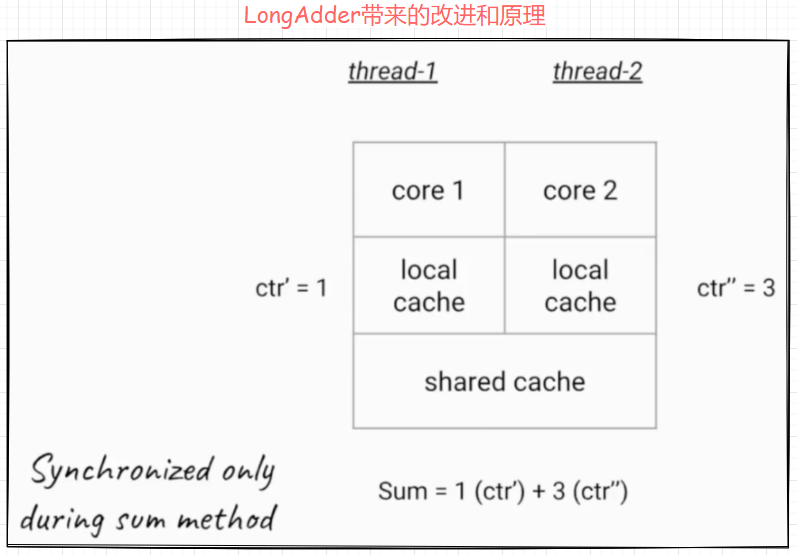 LongAdder带来的改进和原理
thread-1 thread-2
core 1 core 2
ctr' = 1 local cache local cache ctr'' = 3
shared cache
Synchronized only
during sum method
Sum = 1 (ctr') + 3 (ctr'')